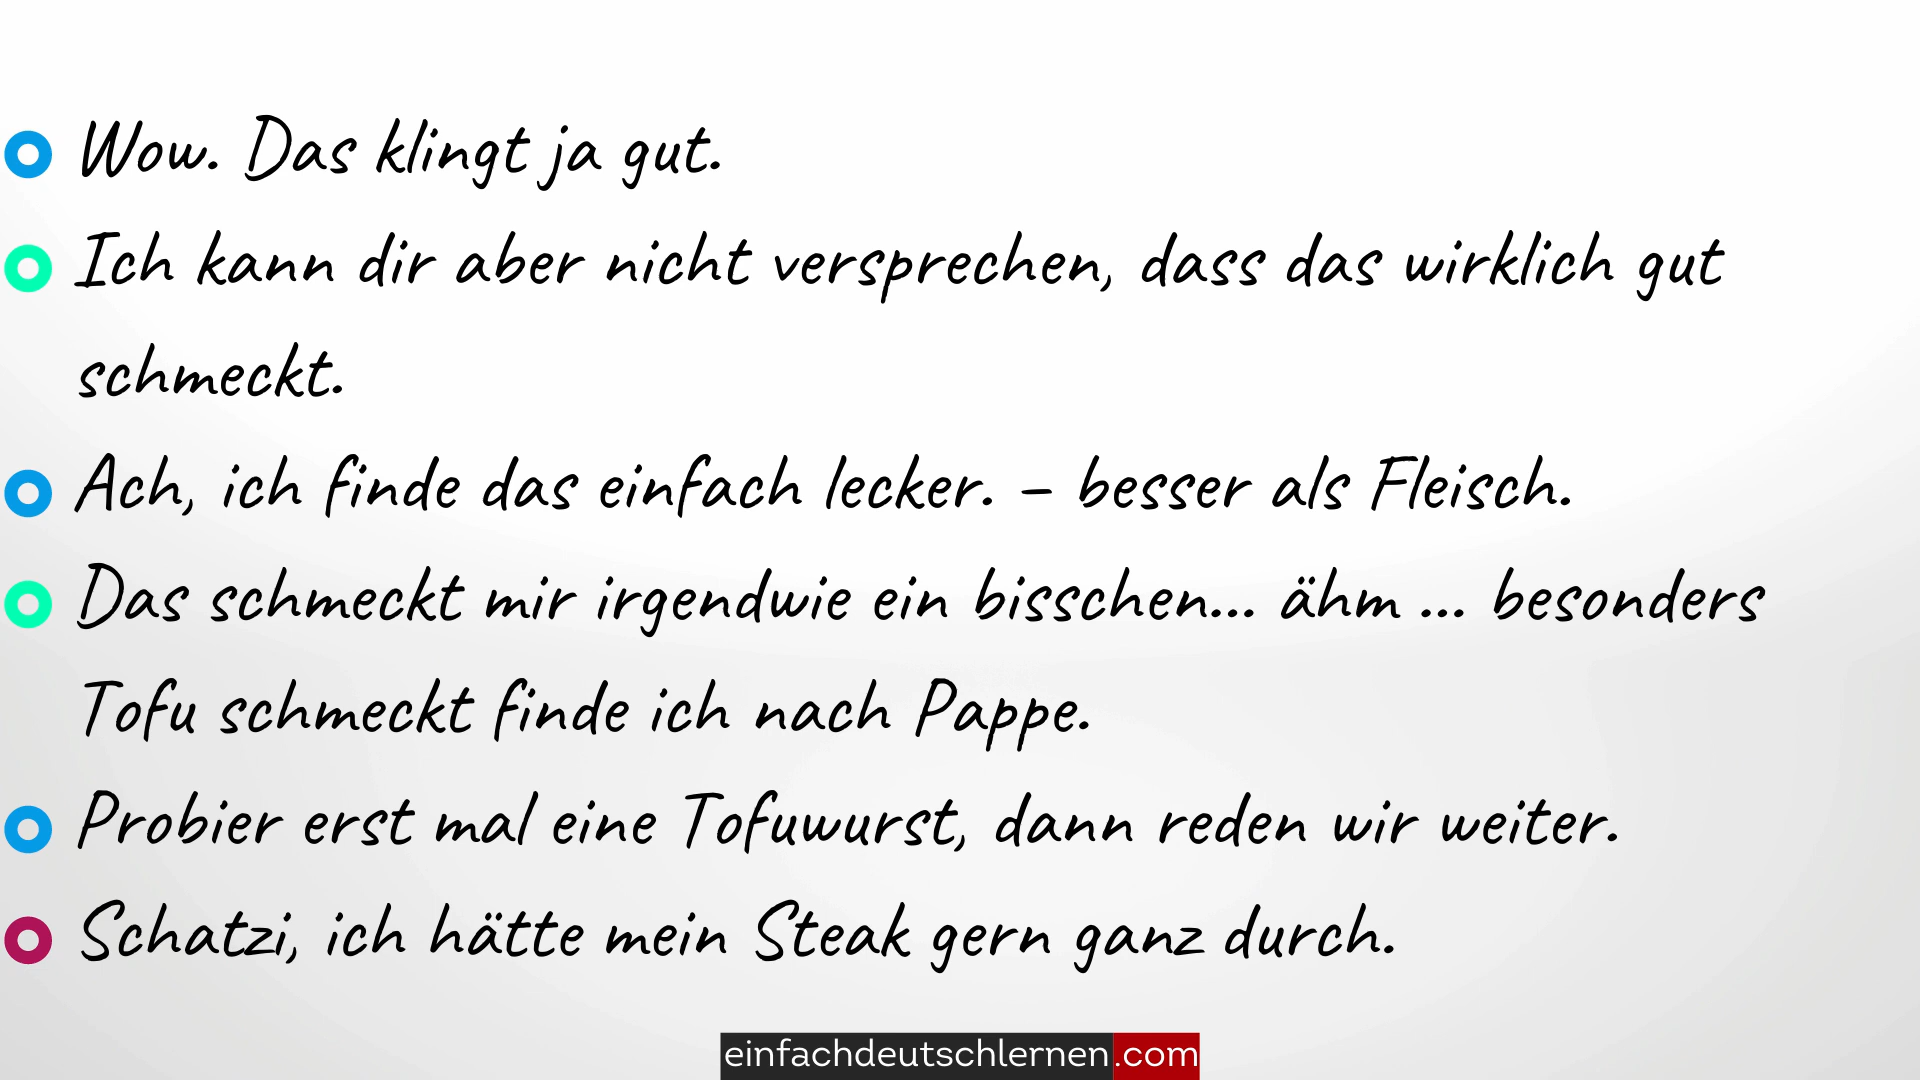 Wow. Das klingt ja gut.
Ich kann dir aber nicht versprechen, dass das wirklich gut
schmeckt.
Ach, ich finde das einfach lecker. – besser als Fleisch.
Das schmeckt mir irgendwie ein bisschen... ähm ... besonders
Tofu schmeckt finde ich nach Pappe.
Probier erst mal eine Tofuwurst, dann reden wir weiter.
Schatzi, ich hätte mein Steak gern ganz durch.
einfachdeutschlernen.com